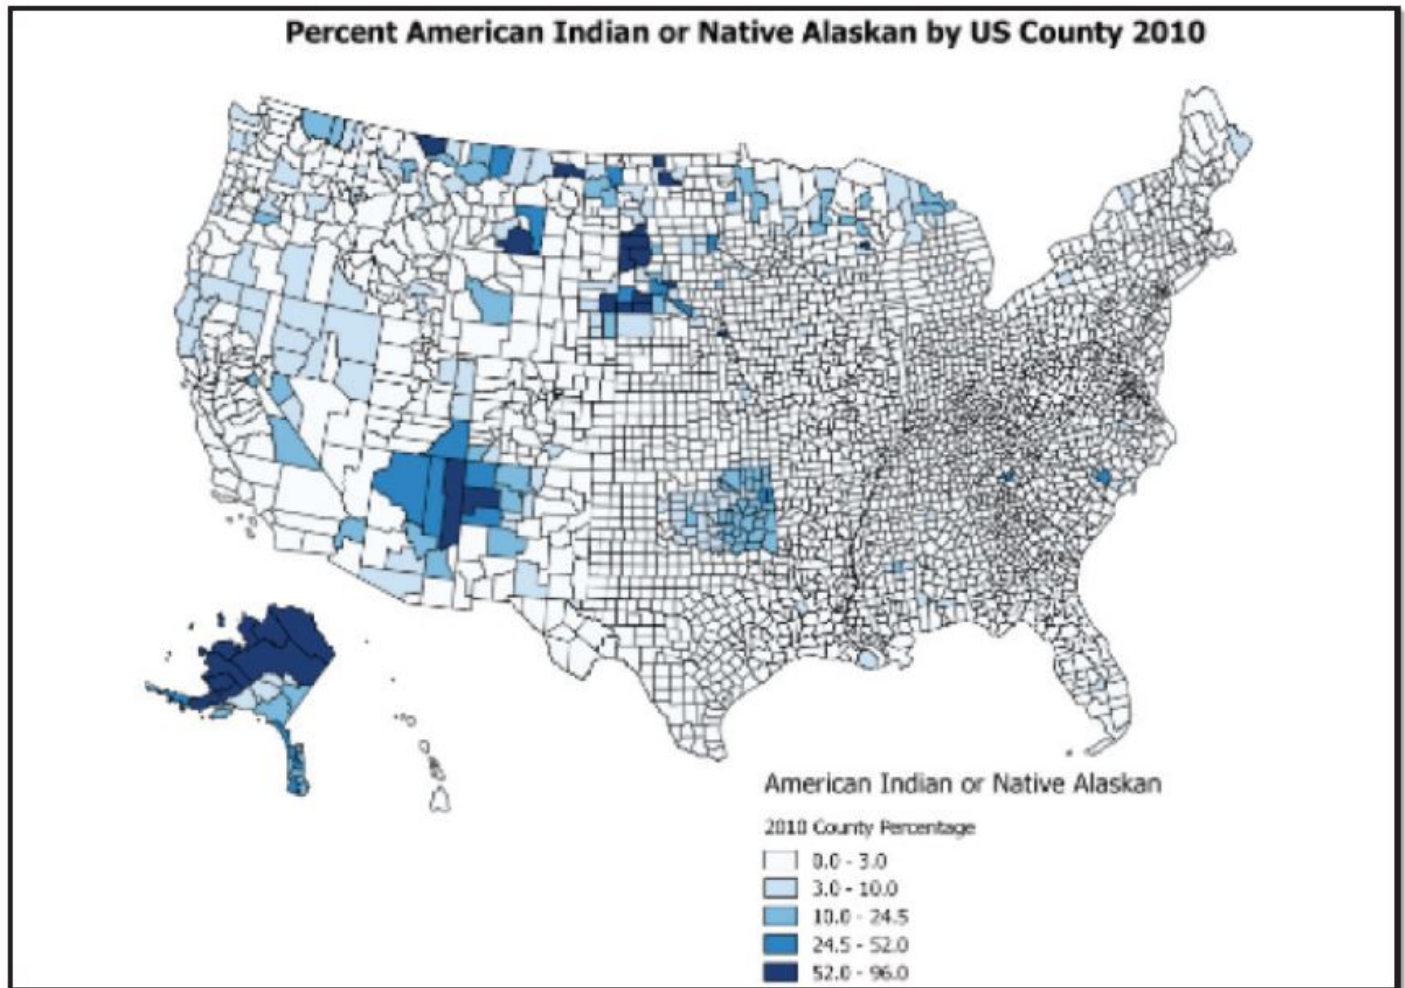 Percent American Indian or Native Alaskan by US County 2010
American Indian or Native Alaskan
2010 County Percentage
0.0 - 3.0
3.0 - 10.0
10.0 - 24.5
24.5 - 52.0
52.0 - 96.0